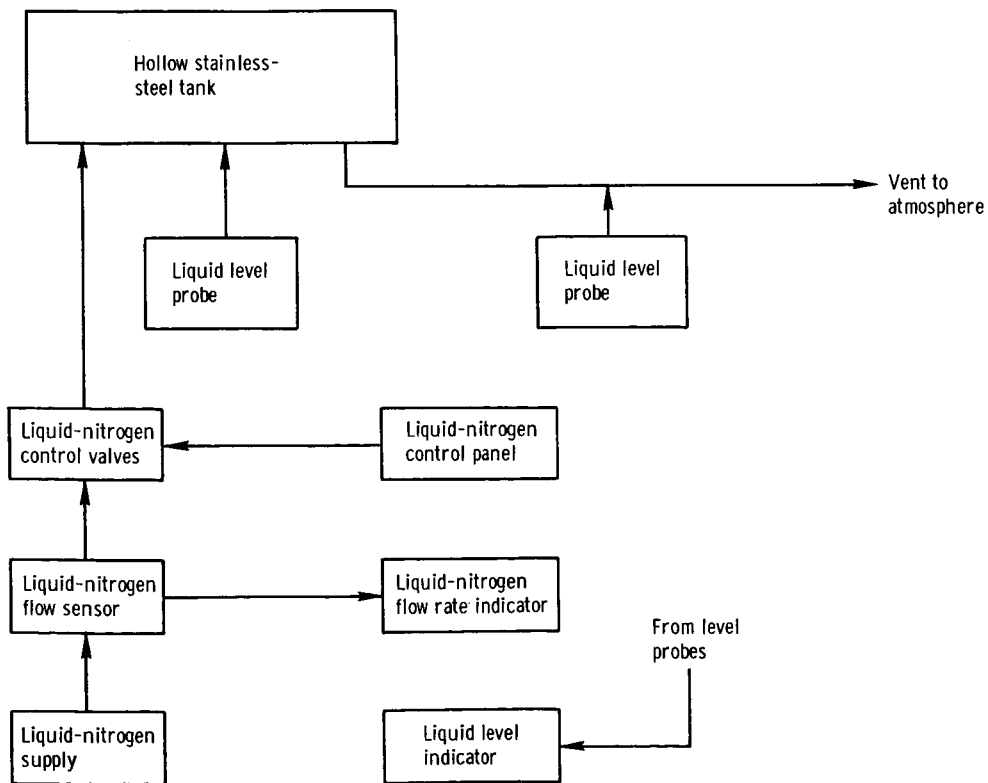 Hollow stainless-
steel tank
Vent to
atmosphere
Liquid level
probe
Liquid level
probe
Liquid-nitrogen
control valves
Liquid-nitrogen
control panel
Liquid-nitrogen
flow sensor
Liquid-nitrogen
flow rate indicator
From level
probes
Liquid-nitrogen
supply
Liquid level
indicator